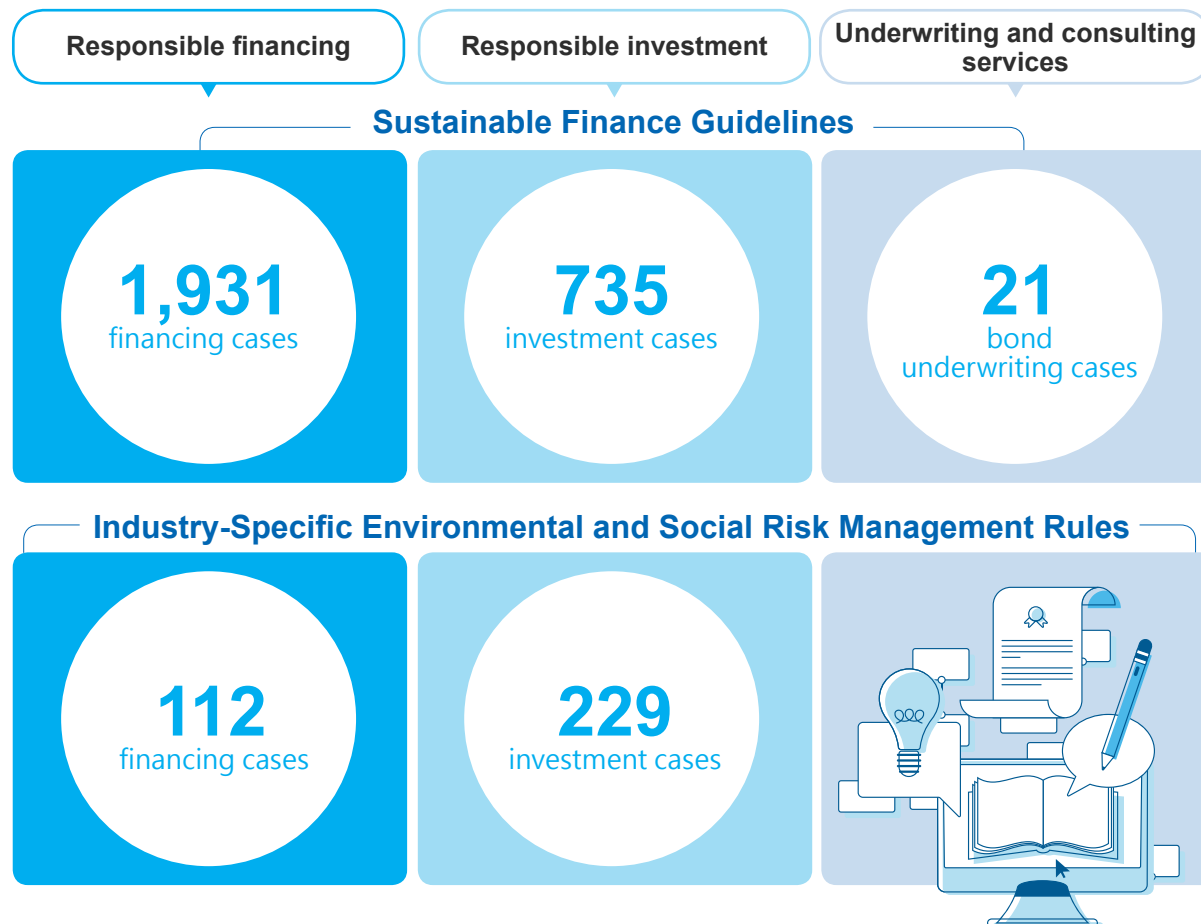 Responsible financing
Responsible investment
Underwriting and consulting
services
Sustainable Finance Guidelines
1,931
financing cases
735
investment cases
21
bond
underwriting cases
Industry-Specific Environmental and Social Risk Management Rules
112
financing cases
229
investment cases